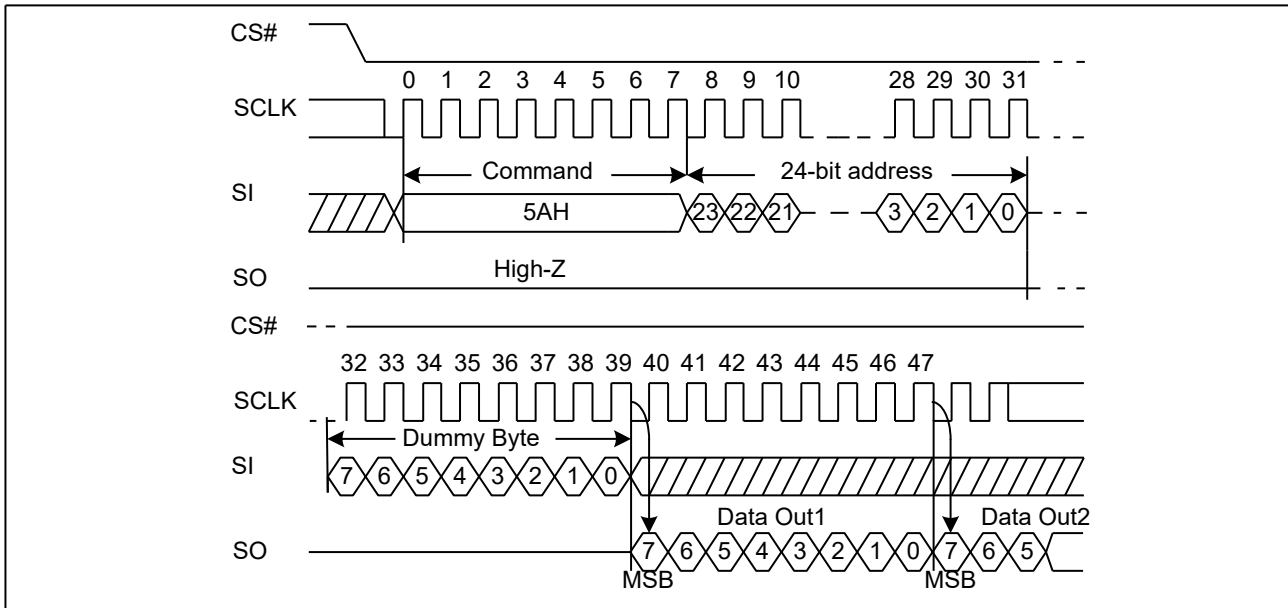 CS#
0 1 2 3 4 5 6 7 8 9 10 28 29 30 31
SCLK
Command 24-bit address
SI
5AH 23 22 21 3 2 1 0
High-Z
SO
CS#
32 33 34 35 36 37 38 39 40 41 42 43 44 45 46 47
SCLK
Dummy Byte
SI
7 6 5 4 3 2 1 0
Data Out1 Data Out2
SO
7 6 5 4 3 2 1 0 7 6 5
MSB MSB